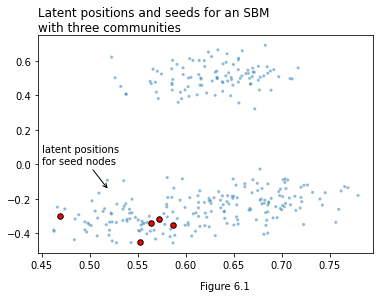 Latent positions and seeds for an SBM
with three communities
0.6
0.4
0.2
0.0
−0.2
−0.4
latent positions
for seed nodes
0.45 0.50 0.55 0.60 0.65 0.70 0.75
Figure 6.1